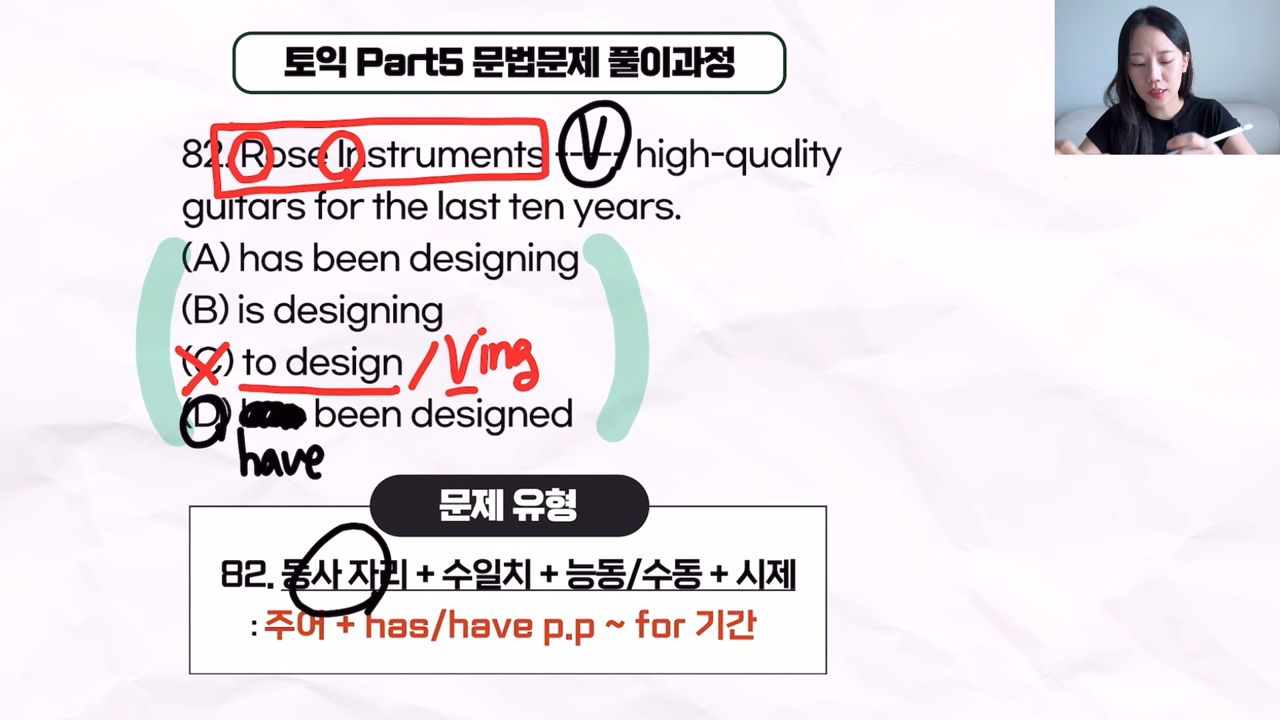 토익 Part5 문법문제 풀이과정
82. Rose Instruments ----- V high-quality
guitars for the last ten years.
(A) has been designing
(B) is designing
(C) to design / Ving
(D) been designed
have
문제 유형
82. 동사 자리 + 수일치 + 능동/수동 + 시제
: 주어 + has/have p.p ~ for 기간